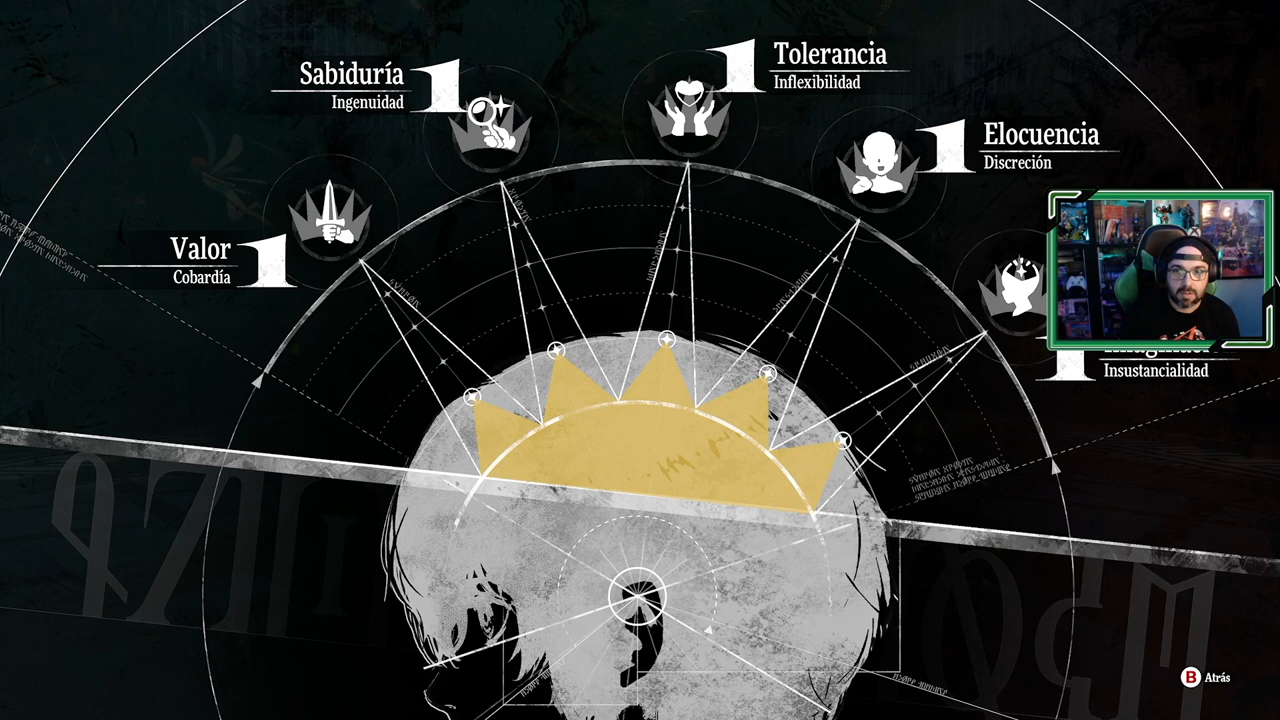 Tolerancia
1
Inflexibilidad
Sabiduría
1
Ingenuidad
Elocuencia
1
Discreción
Valor
1
Cobardía
1
Insustancialidad
B Atrás